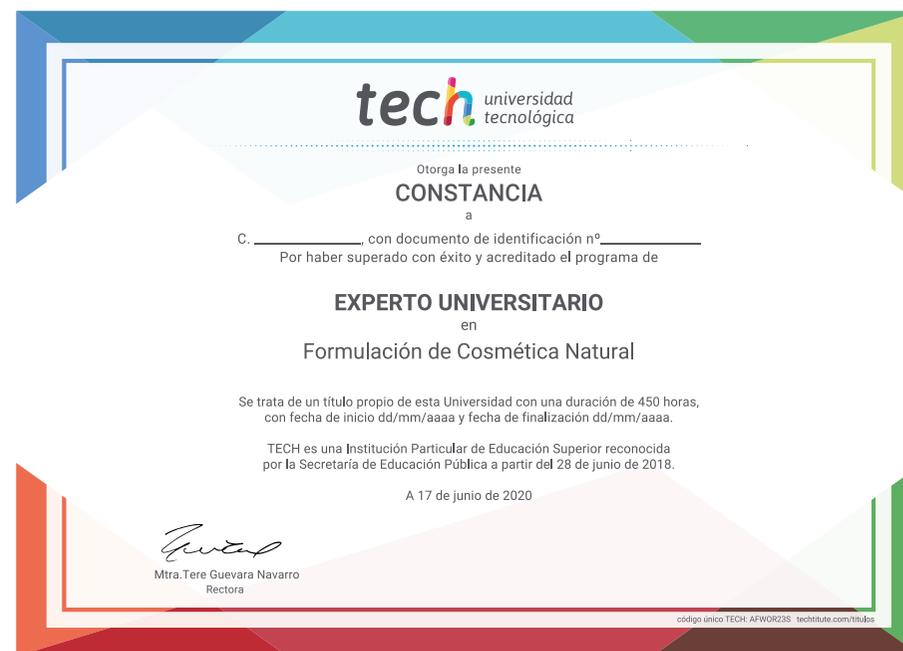 tech universidad
tecnológica
Otorga la presente
CONSTANCIA
a
C. ____________, con documento de identificación nº____________
Por haber superado con éxito y acreditado el programa de
EXPERTO UNIVERSITARIO
en
Formulación de Cosmética Natural
Se trata de un título propio de esta Universidad con una duración de 450 horas,
con fecha de inicio dd/mm/aaaa y fecha de finalización dd/mm/aaaa.
TECH es una Institución Particular de Educación Superior reconocida
por la Secretaría de Educación Pública a partir del 28 de junio de 2018.
A 17 de junio de 2020
Mtra.Tere Guevara Navarro
Rectora
código único TECH: AFWOR23S techtitute.com/titulos